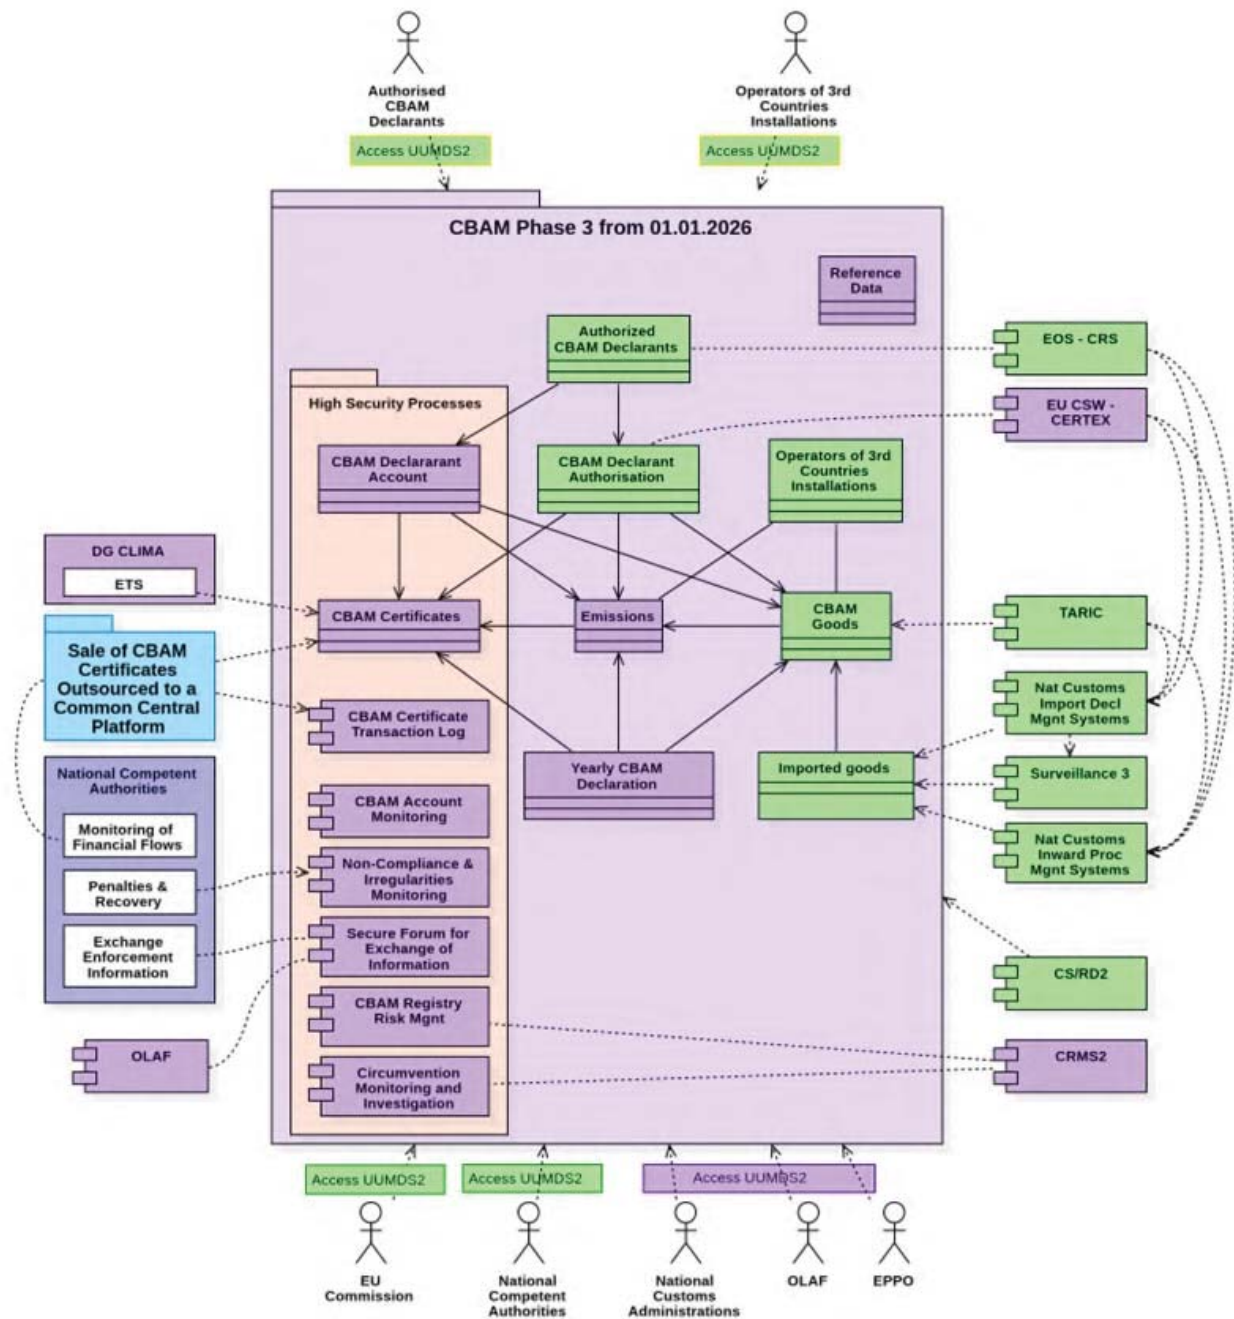 Authorised
CBAM
Declarants
Access UUMDS2
Operators of 3rd
Countries
Installations
Access UUMDS2
CBAM Phase 3 from 01.01.2026
Reference
Data
Authorized
CBAM Declarants
EOS - CRS
EU CSW -
CERTEX
High Security Processes
CBAM Declararant
Account
CBAM Declarant
Authorisation
Operators of 3rd
Countries
Installations
DG CLIMA
ETS
CBAM Certificates
Emissions
CBAM
Goods
TARIC
Sale of CBAM
Certificates
Outsourced to a
Common Central
Platform
CBAM Certificate
Transaction Log
Nat Customs
Import Decl
Mgnt Systems
National Competent
Authorities
Monitoring of
Financial Flows
Penalties &
Recovery
Exchange
Enforcement
Information
CBAM Account
Monitoring
Yearly CBAM
Declaration
Imported goods
Surveillance 3
Non-Compliance &
Irregularities
Monitoring
Nat Customs
Inward Proc
Mgnt Systems
Secure Forum for
Exchange of
Information
CS/RD2
CBAM Registry
Risk Mgnt
OLAF
CRMS2
Circumvention
Monitoring and
Investigation
Access UUMDS2
Access UUMDS2
Access UUMDS2
EU
Commission
National
Competent
Authorities
National
Customs
Administrations
OLAF
EPPO